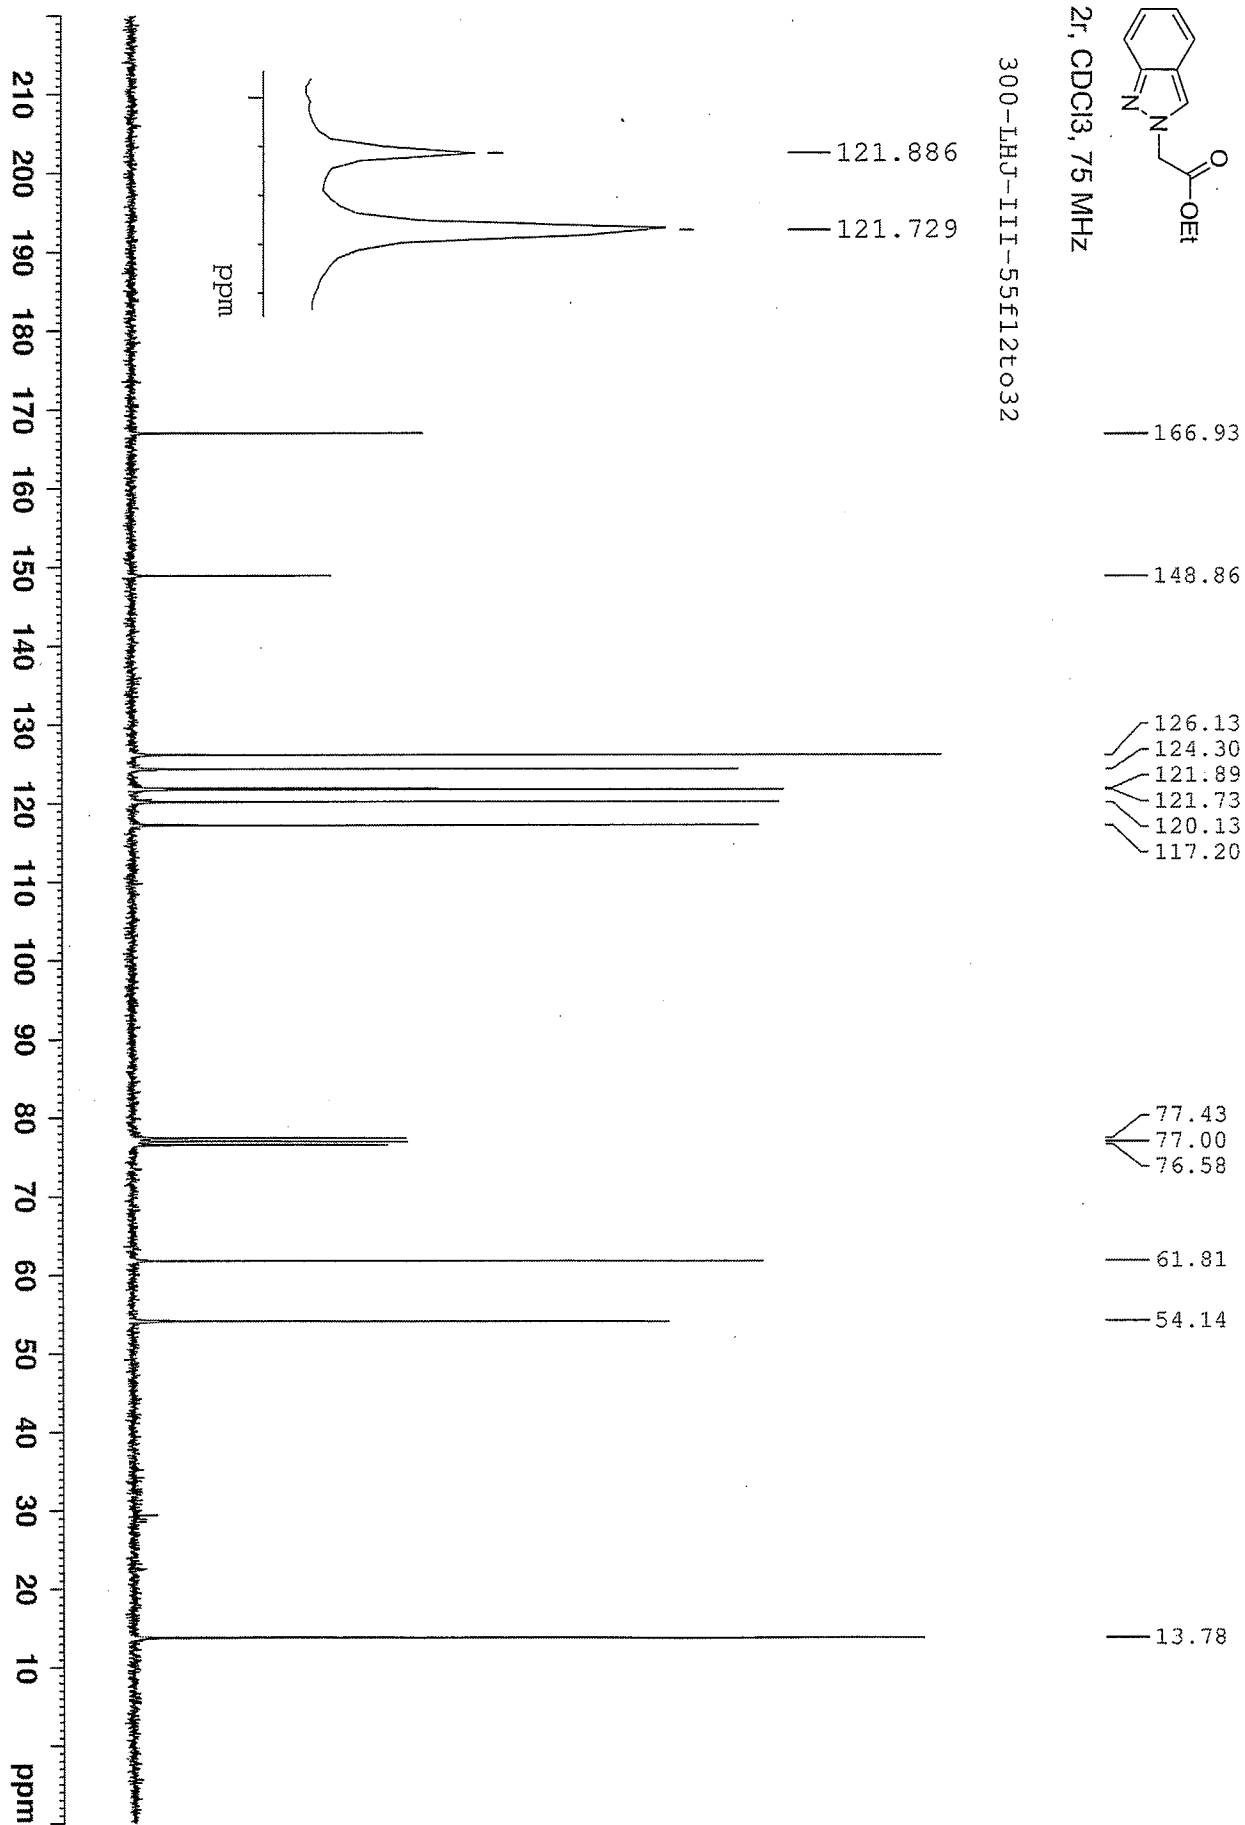 O
N
N
OEt
2r, CDCl3, 75 MHz
300-LHJ-III-55f12to32
121.886
121.729
ppm
166.93
148.86
126.13
124.30
121.89
121.73
120.13
117.20
77.43
77.00
76.58
61.81
54.14
13.78
210 200 190 180 170 160 150 140 130 120 110 100 90 80 70 60 50 40 30 20 10 ppm